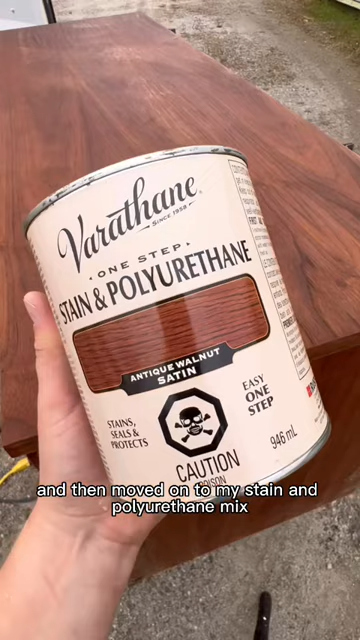 Varathane
SINCE 1958
• ONE STEP •
STAIN & POLYURETHANE
ANTIQUE WALNUT
SATIN
STAINS,
SEALS &
PROTECTS
EASY
ONE
STEP
946 mL
CAUTION
and then moved on to my stain and
polyurethane mix